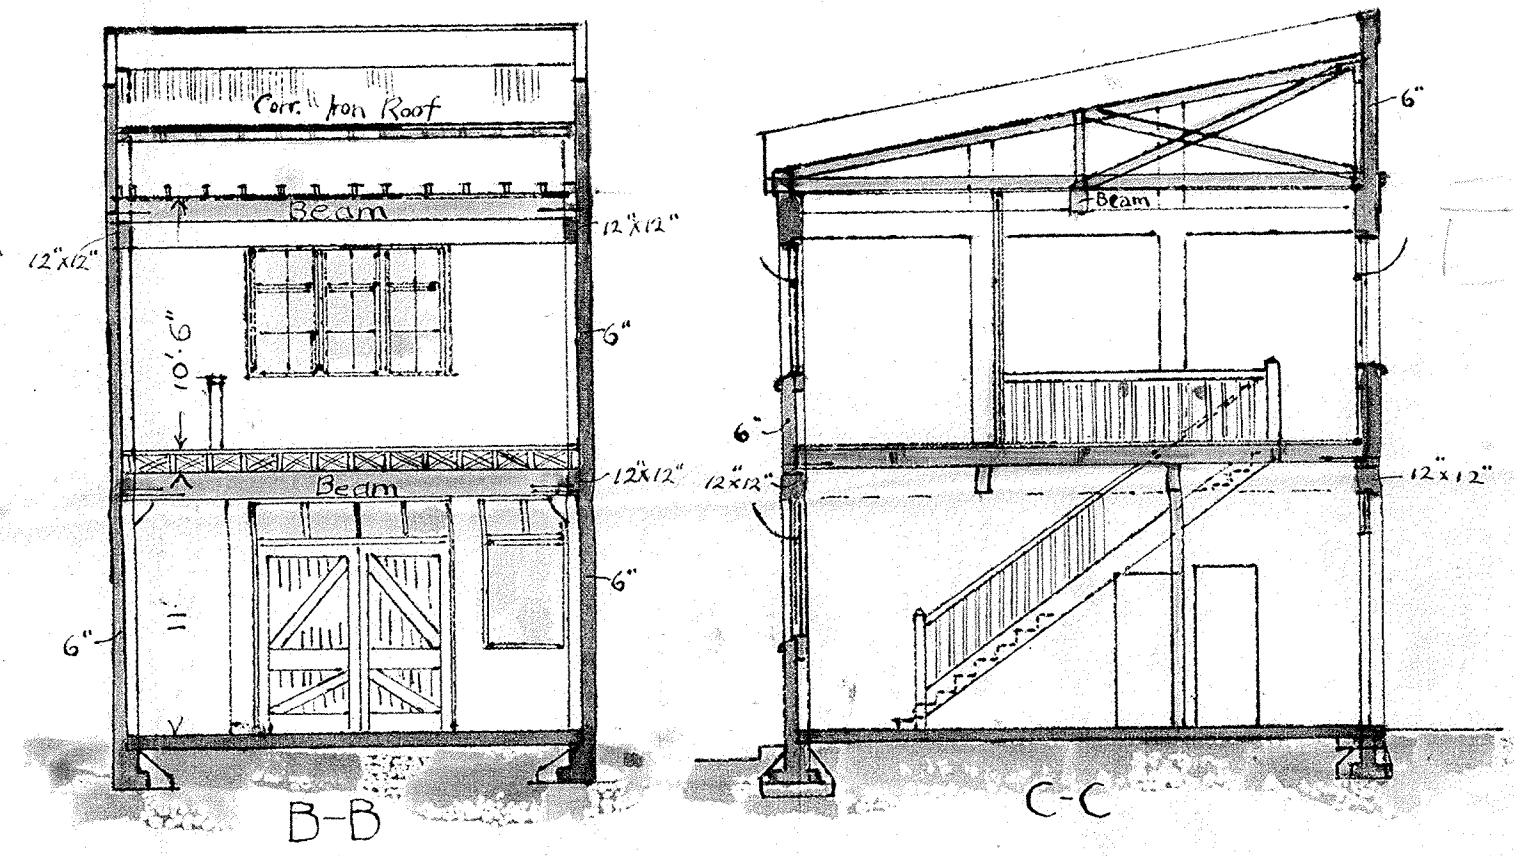 Corr. Iron Roof
Beam
12"x12"
12"x12"
10'.6"
6"
Beam
12"x12"
6"
11'
6"
B-B
6"
Beam
6"
12"x12"
12"x12"
C-C